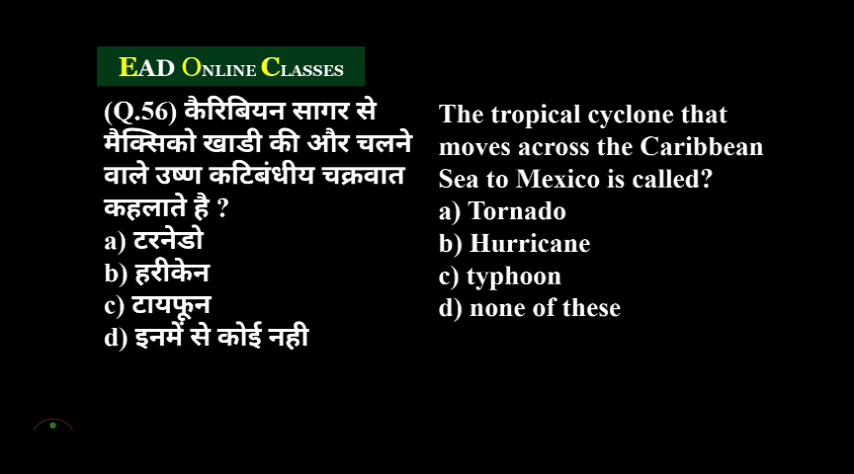 EAD ONLINE CLASSES
(Q.56) कैरिबियन सागर से
मैक्सिको खाडी की और चलने
वाले उष्ण कटिबंधीय चक्रवात
कहलाते है ?
a) टरनेडो
b) हरीकेन
c) टायफून
d) इनमें से कोई नही
The tropical cyclone that
moves across the Caribbean
Sea to Mexico is called?
a) Tornado
b) Hurricane
c) typhoon
d) none of these